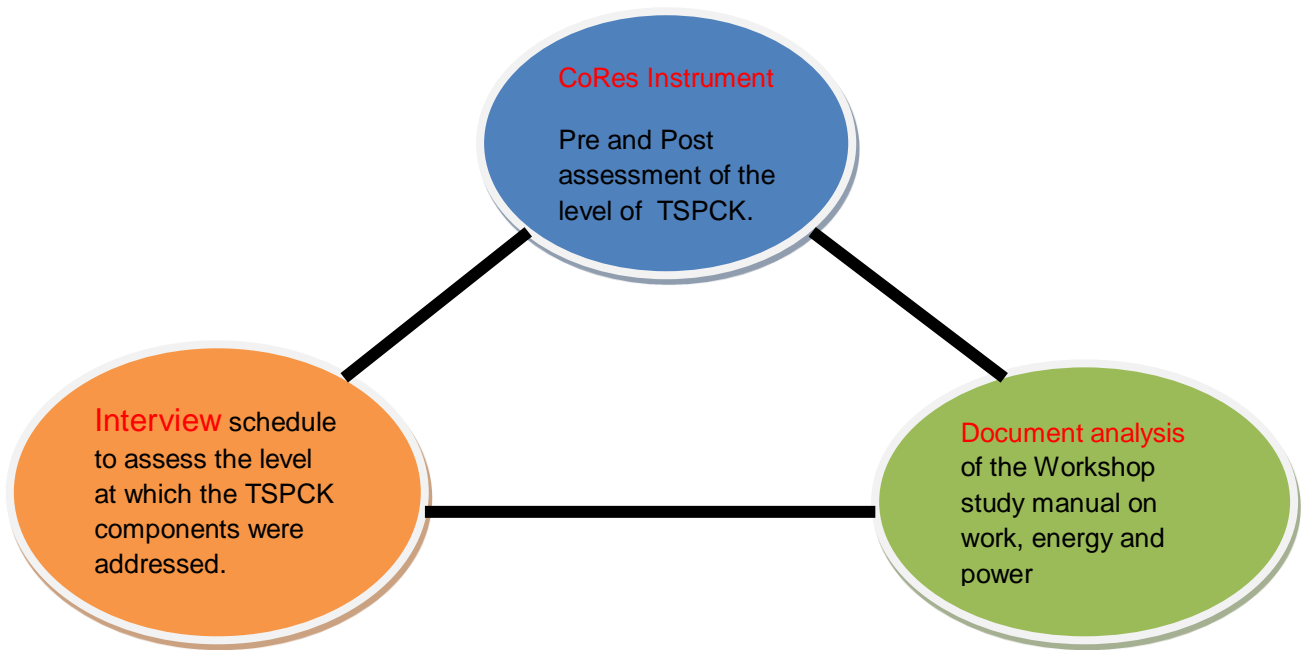 CoRes Instrument
Pre and Post
assessment of the
level of TSPCK.
Interview schedule
to assess the level
at which the TSPCK
components were
addressed.
Document analysis
of the Workshop
study manual on
work, energy and
power